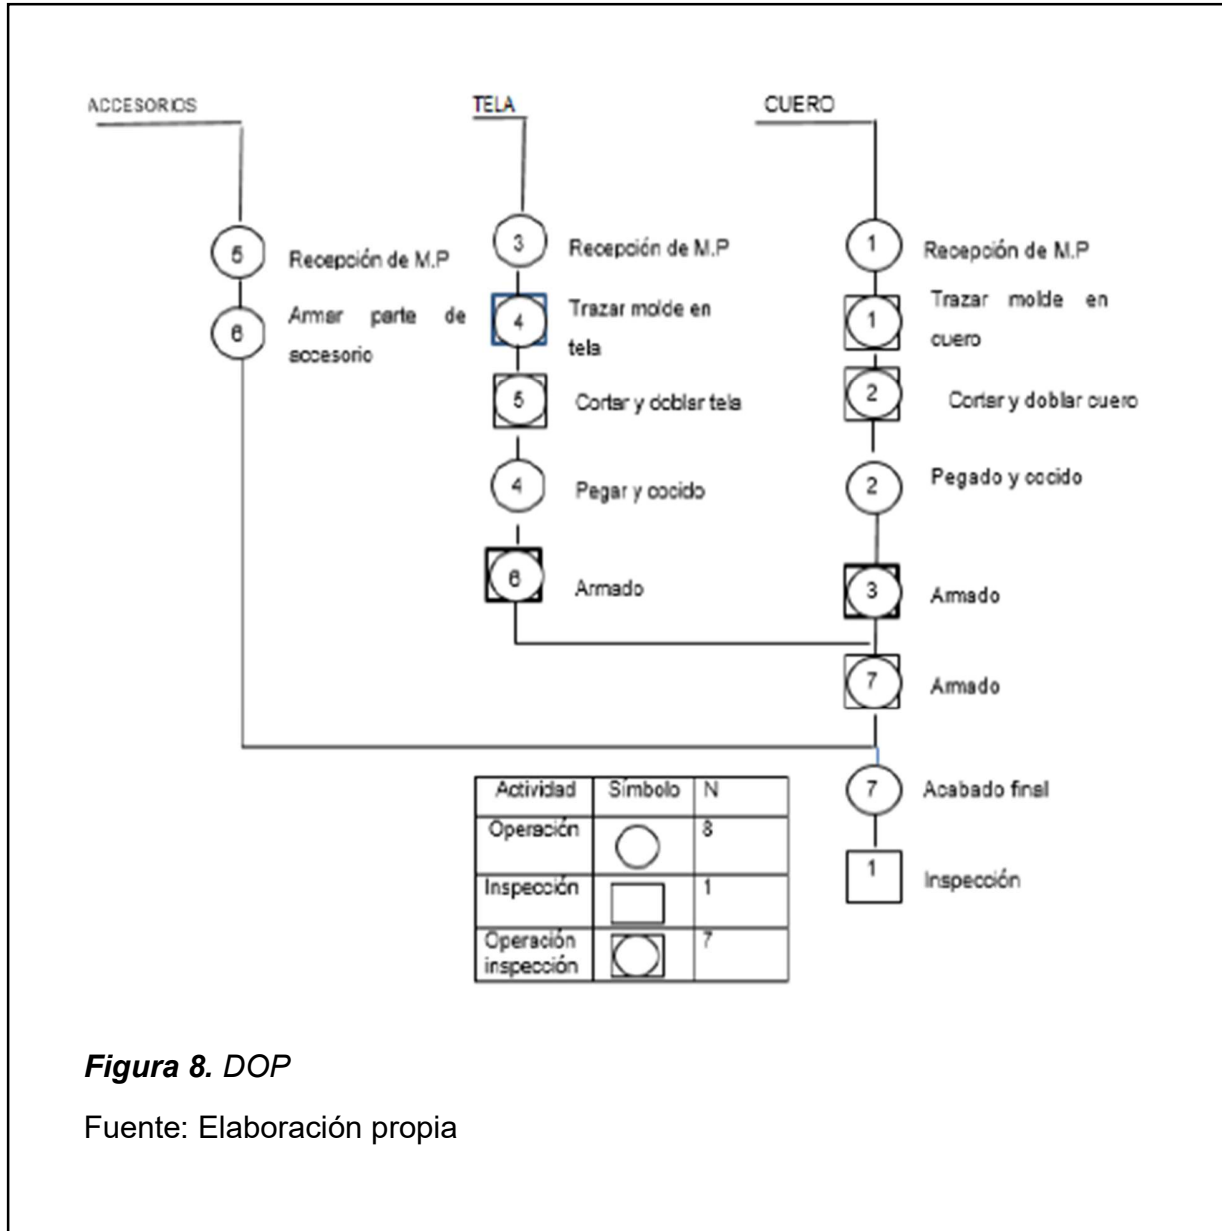 ACCESORIOS
TELA
CUERO
5
Recepción de M.P
6
Armar parte de
accesorio
3
Recepción de M.P
4
Trazar molde en
tela
5
Cortar y doblar tela
4
Pegar y cocido
6
Armado
1
Recepción de M.P
1
Trazar molde en
cuero
2
Cortar y doblar cuero
2
Pegado y cocido
3
Armado
7
Armado
7
Acabado final
1
Inspección
Actividad Símbolo N
Operación 8
Inspección 1
Operación
inspección 7
Figura 8. DOP
Fuente: Elaboración propia